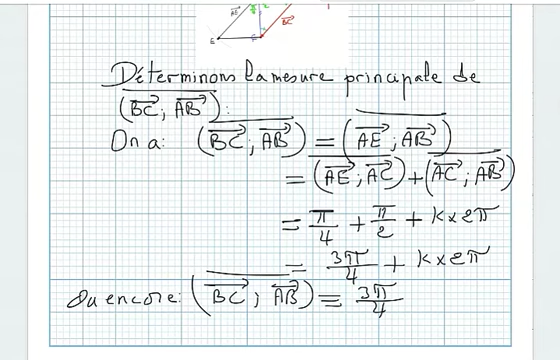 E
Déterminons la mesure principale de
(BC ; AB) :
On a : (BC ; AB) = (AE ; AB)
= (AE ; AC) + (AC ; AB)
= π/4 + π/2 + K x 2π
= 3π/4 + K x 2π
Ou encore : (BC ; AB) = 3π/4